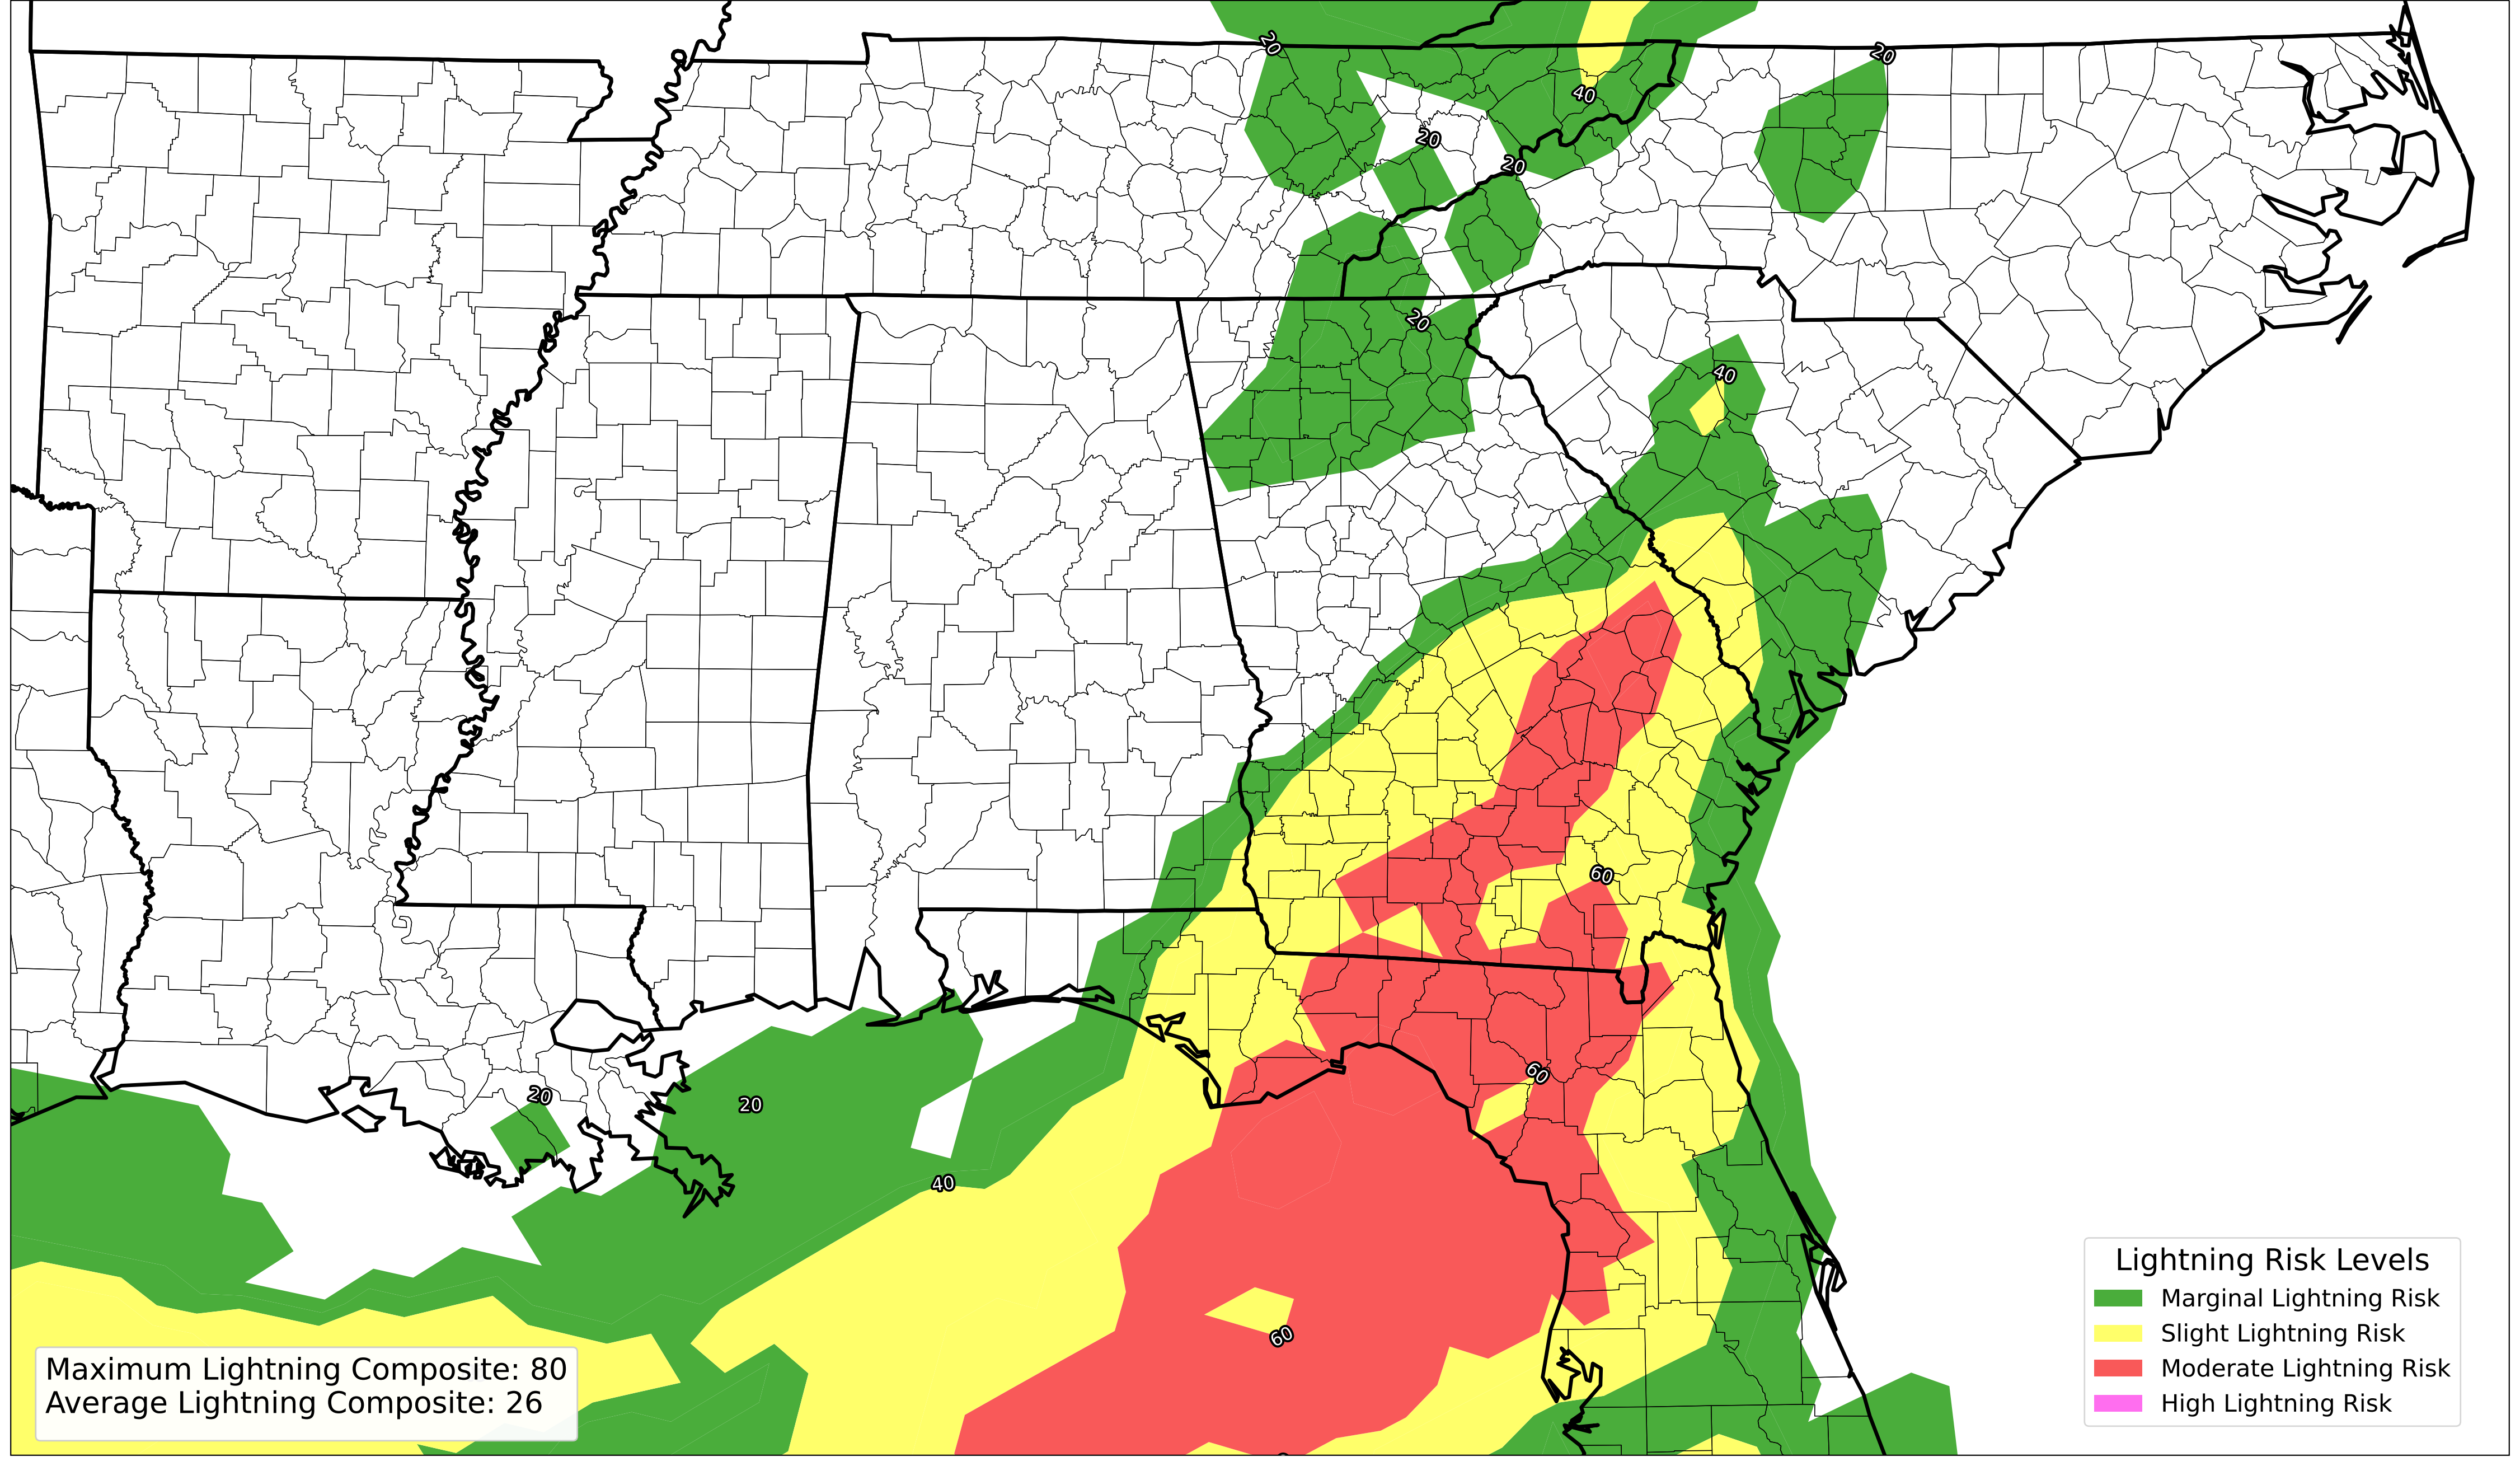 20
20
40
20
20
20
40
60
60
20
20
40
60
Lightning Risk Levels
Marginal Lightning Risk
Slight Lightning Risk
Moderate Lightning Risk
High Lightning Risk
Maximum Lightning Composite: 80
Average Lightning Composite: 26